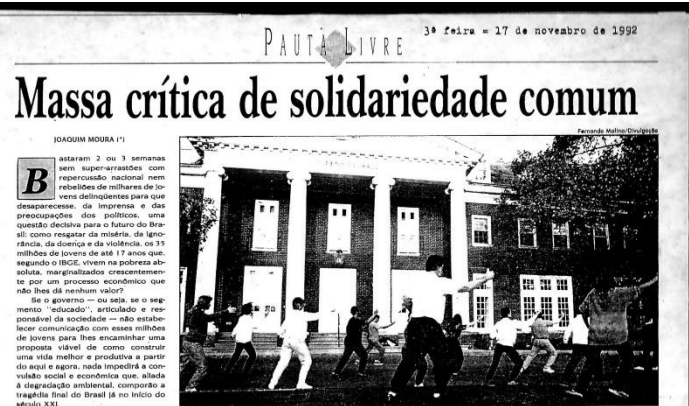 PAUTA LIVRE
3ª feira = 17 de novembro de 1992
Massa crítica de solidariedade comum
Fernando Molino/Divulgação
JOAQUIM MOURA (*)
Bastaram 2 ou 3 semanas
sem super-arrastões com
repercussão nacional nem
rebeliões de milhares de jo-
vens delinqüentes para que
desaparecesse, da imprensa e das
preocupações dos políticos, uma
questão decisiva para o futuro do Bra-
sil: como resgatar da miséria, da igno-
rância, da doença e da violência, os 35
milhões de jovens de até 17 anos que,
segundo o IBGE, vivem na pobreza ab-
soluta, marginalizados crescentemen-
te por um processo econômico que
não lhes dá nenhum valor?
Se o governo — ou seja, se o seg-
mento "educado", articulado e res-
ponsável da sociedade — não estabe-
lecer comunicação com esses milhões
de jovens para lhes encaminhar uma
proposta viável de como construir
uma vida melhor e produtiva a partir
do aqui e agora, nada impedirá a con-
vulsão social e econômica que, aliada
à degradação ambiental, comporão a
tragédia final do Brasil já no início do
século XXI.